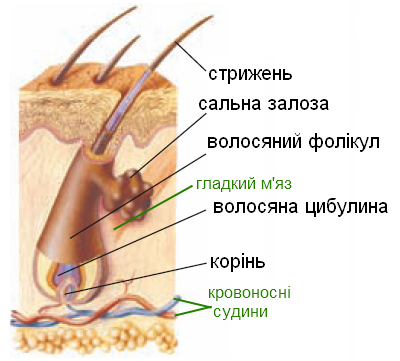 стрижень
сальна залоза
волосяний фолікул
гладкий м'яз
волосяна цибулина
корінь
кровоносні
судини